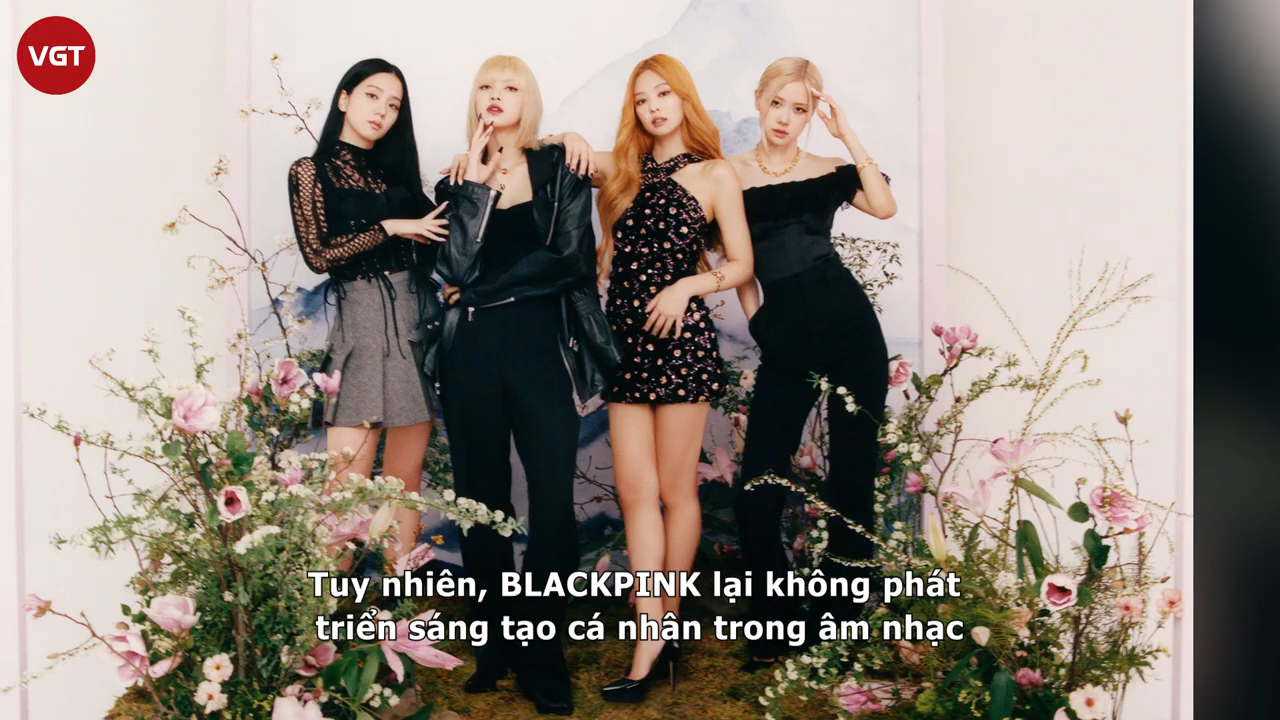 VGT
Tuy nhiên, BLACKPINK lại không phát
triển sáng tạo cá nhân trong âm nhạc